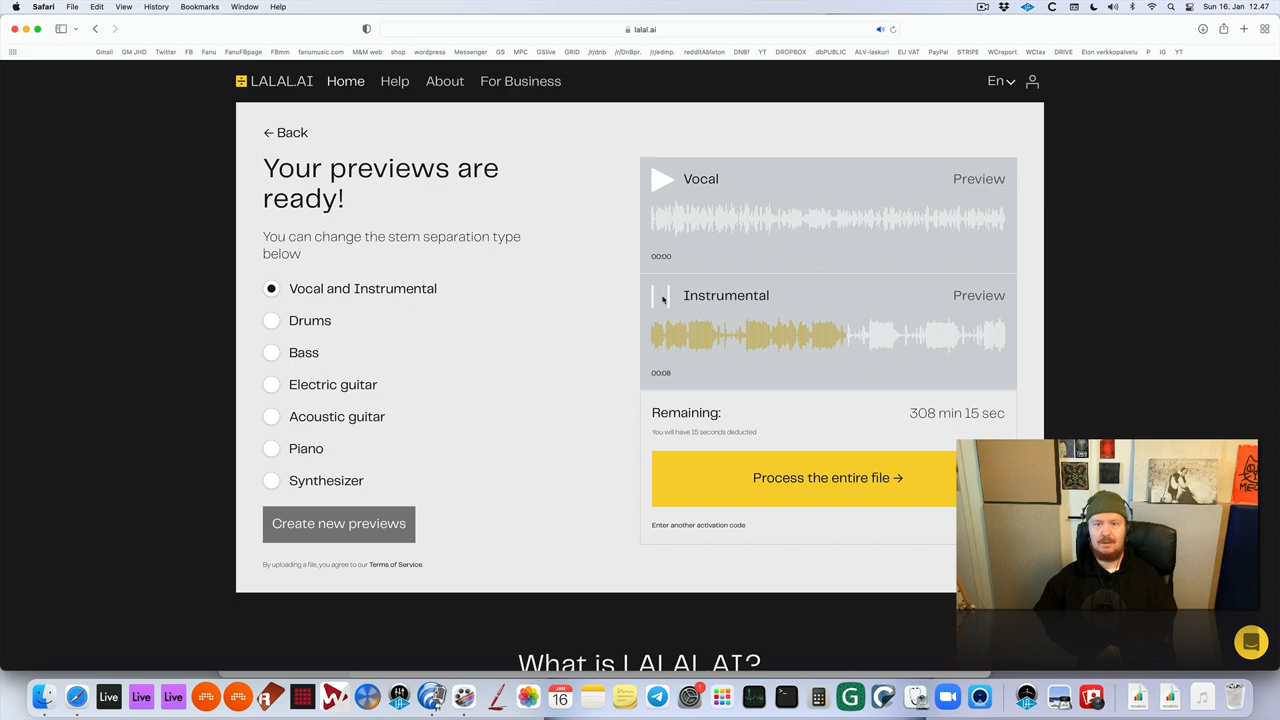 Safari File Edit View History Bookmarks Window Help
Sun 16. Jan 12.47
lalal.ai
Gmail GM JHD Twitter FB Fanu FanuFBpage FBmm fanumusic.com M&M web shop wordpress Messenger GS MPC GSlive GRID /r/dnb /r/DnBpr. /r/edmp. redditAbleton DNBf YT DROPBOX dbPUBLIC ALV-laskuri EU VAT PayPal STRIPE WCreport WCtax DRIVE Elon verkkopalvelu P IG YT
LALAL.AI Home Help About For Business
En
← Back
Your previews are
ready!
You can change the stem separation type
below
Vocal and Instrumental
Drums
Bass
Electric guitar
Acoustic guitar
Piano
Synthesizer
Create new previews
By uploading a file, you agree to our Terms of Service.
Vocal Preview
00:00
Instrumental Preview
00:08
Remaining: 308 min 15 sec
You will have 15 seconds deducted
Process the entire file →
Enter another activation code
What is LALAL.AI?
Live Live Live
JAN
16